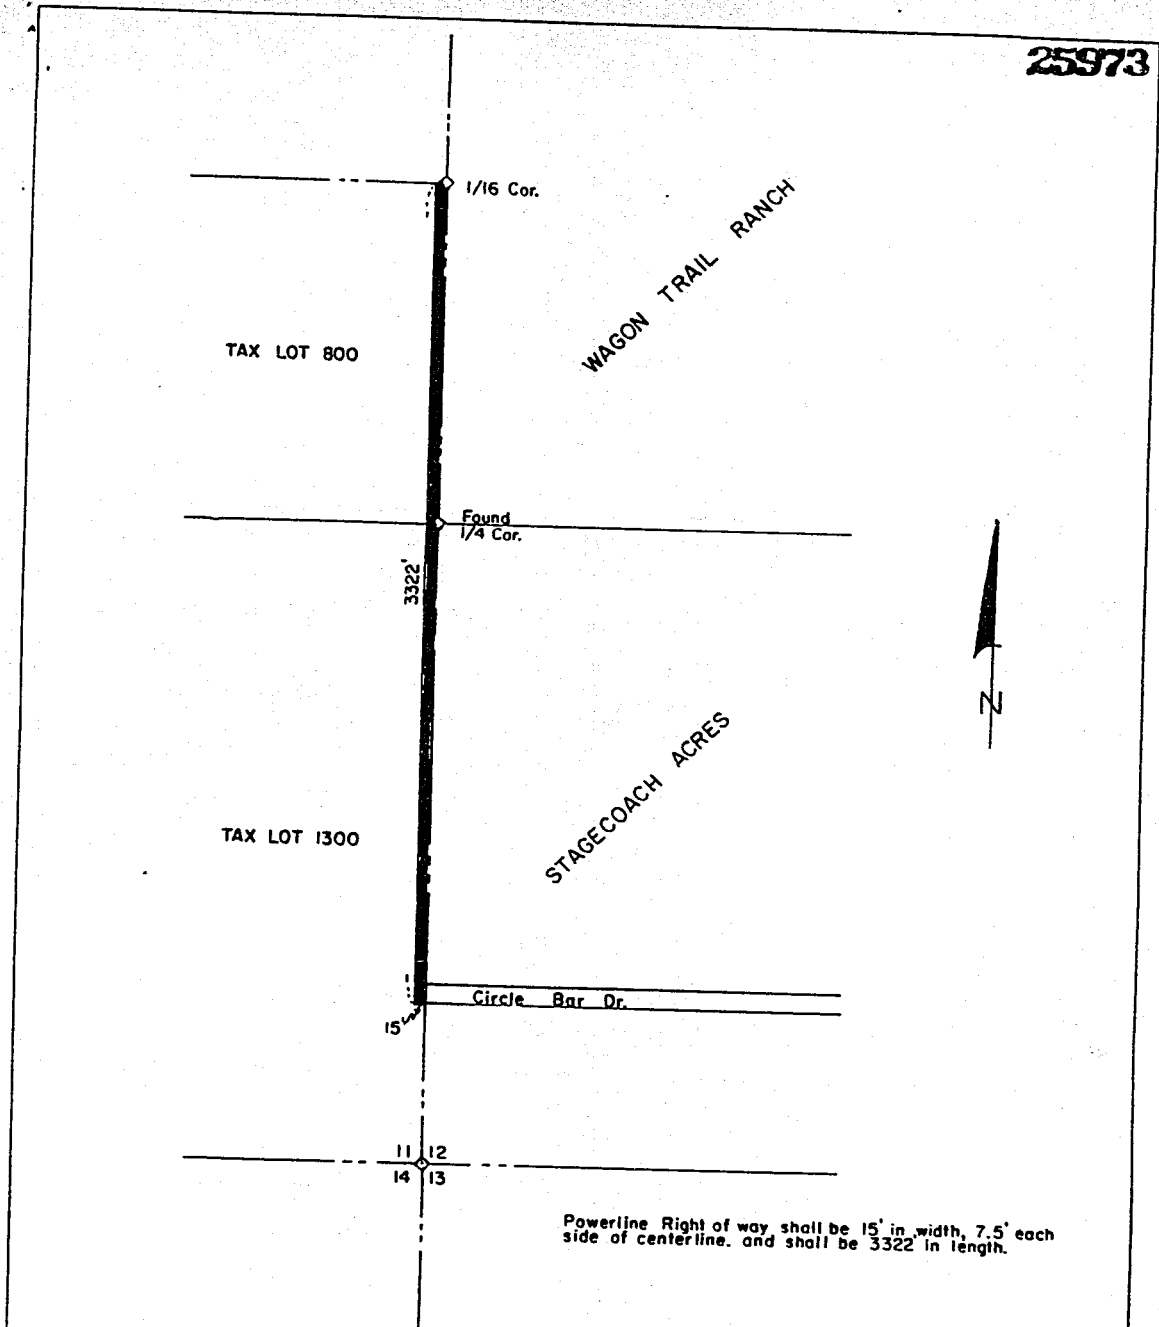 25973
1/16 Cor.
WAGON TRAIL RANCH
TAX LOT 800
Found
1/4 Cor.
3322'
N
STAGECOACH ACRES
TAX LOT 1300
Circle Bar Dr.
15'
11 12
14 13
Powerline Right of way shall be 15' in width, 7.5' each
side of centerline. and shall be 3322' in length.